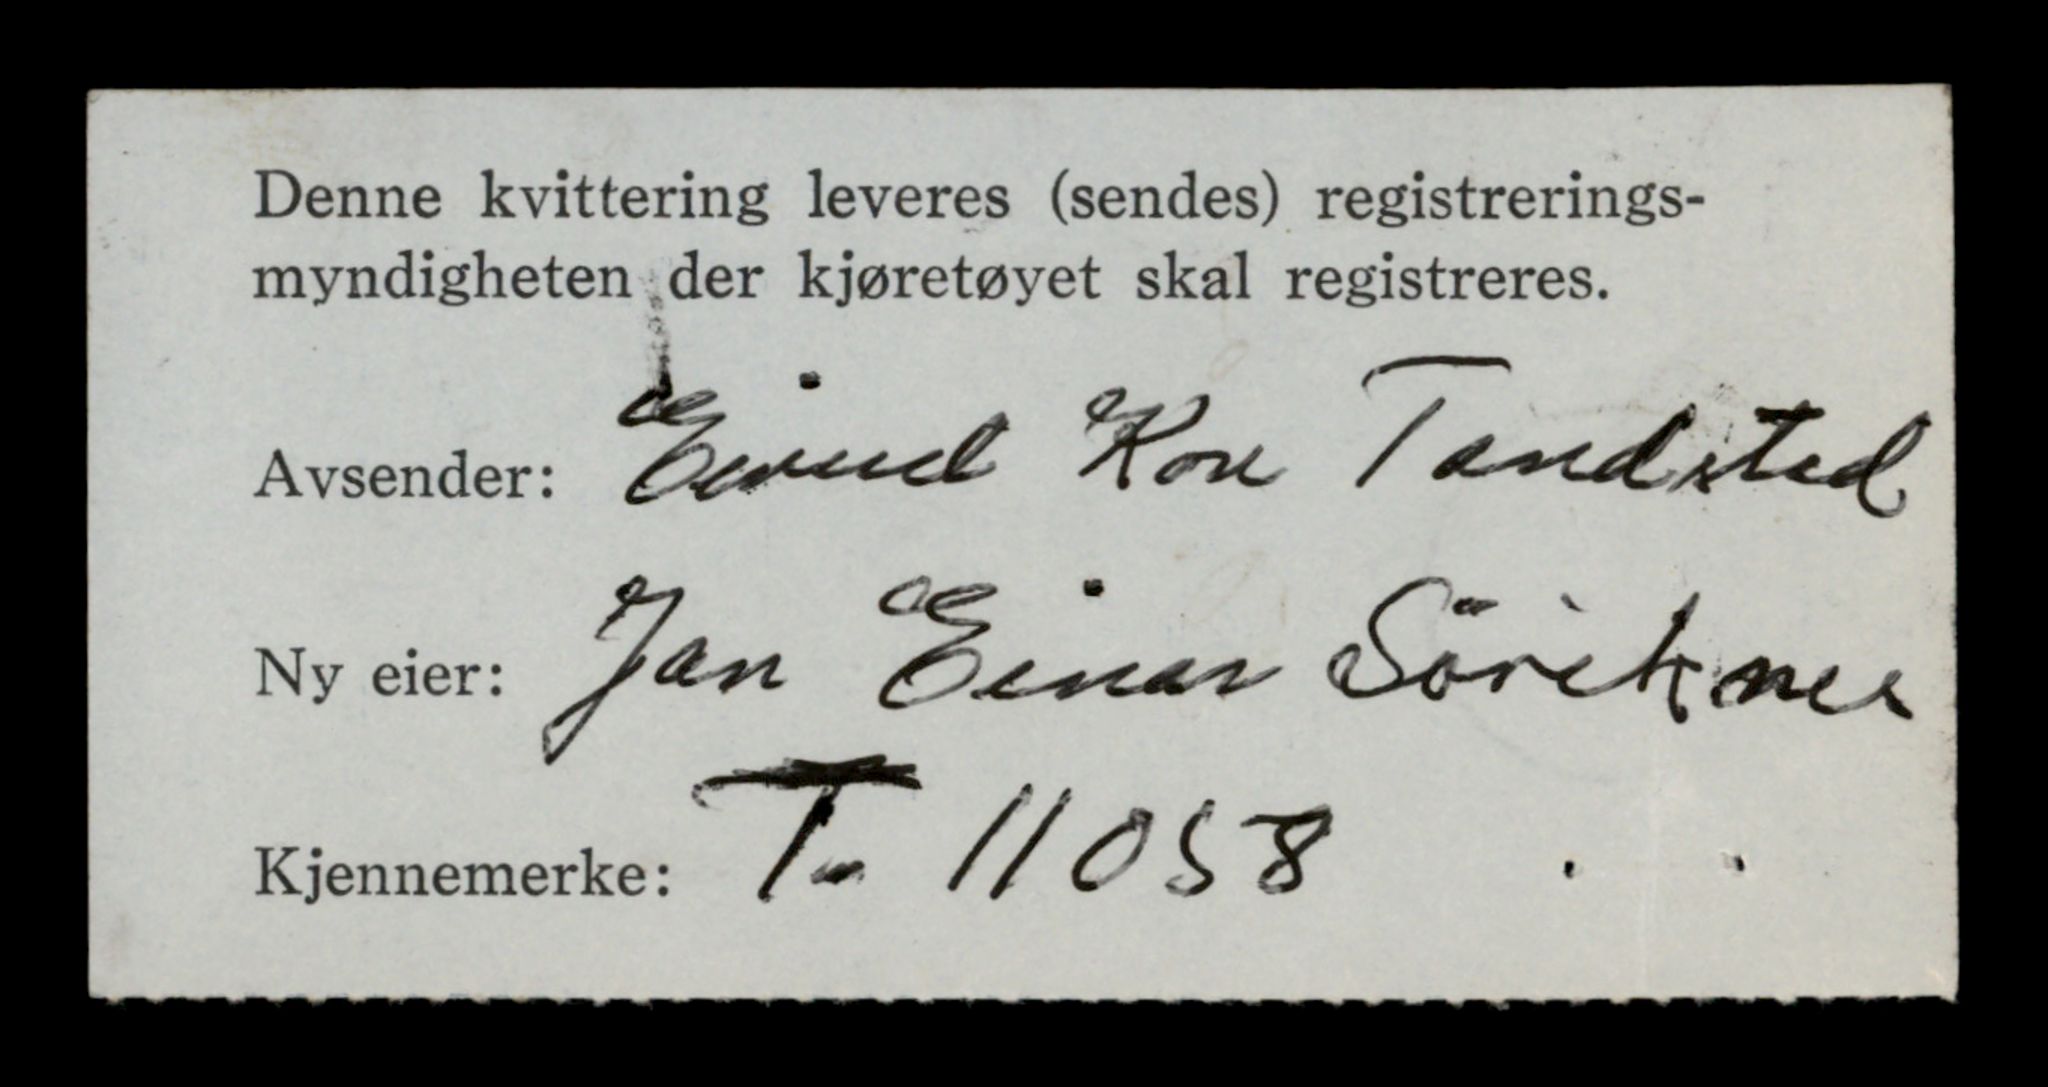 Denne kvittering leveres (sendes) registrerings-
myndigheten der kjøretøyet skal registreres.
Avsender: Eivind Kon Tandstad
Ny eier: Jan Einar
Kjennemerke: T- 11058